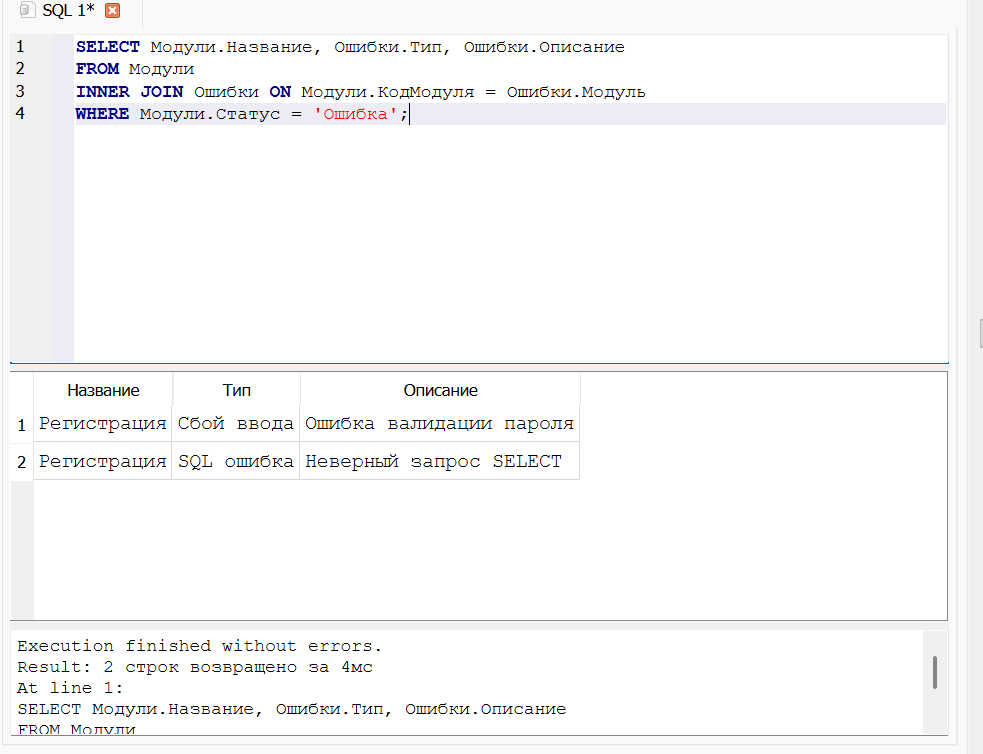 SQL 1*
1 SELECT Модули.Название, Ошибки.Тип, Ошибки.Описание
2 FROM Модули
3 INNER JOIN Ошибки ON Модули.КодМодуля = Ошибки.Модуль
4 WHERE Модули.Статус = 'Ошибка';
Название Тип Описание
1 Регистрация Сбой ввода Ошибка валидации пароля
2 Регистрация SQL ошибка Неверный запрос SELECT
Execution finished without errors.
Result: 2 строк возвращено за 4мс
At line 1:
SELECT Модули.Название, Ошибки.Тип, Ошибки.Описание
FROM Модули